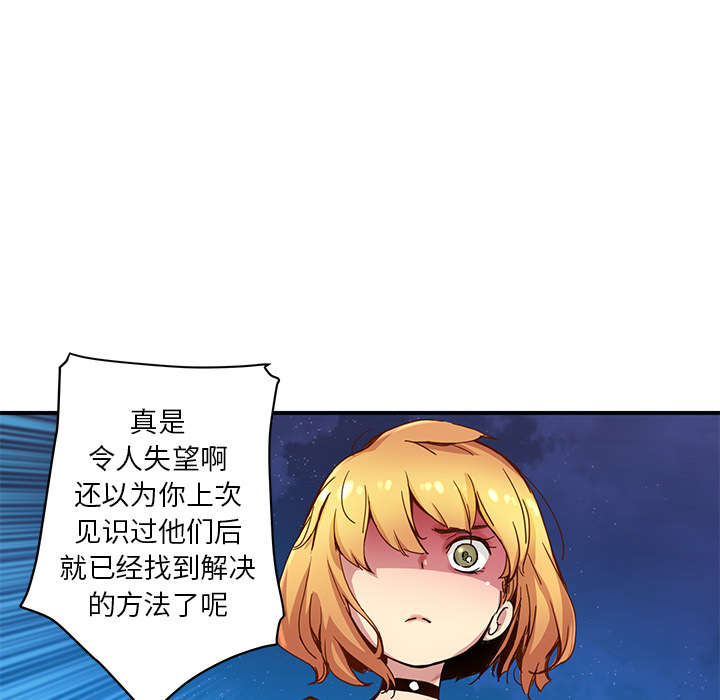 真是
令人失望啊
还以为你上次
见识过他们后
就已经找到解决
的方法了呢